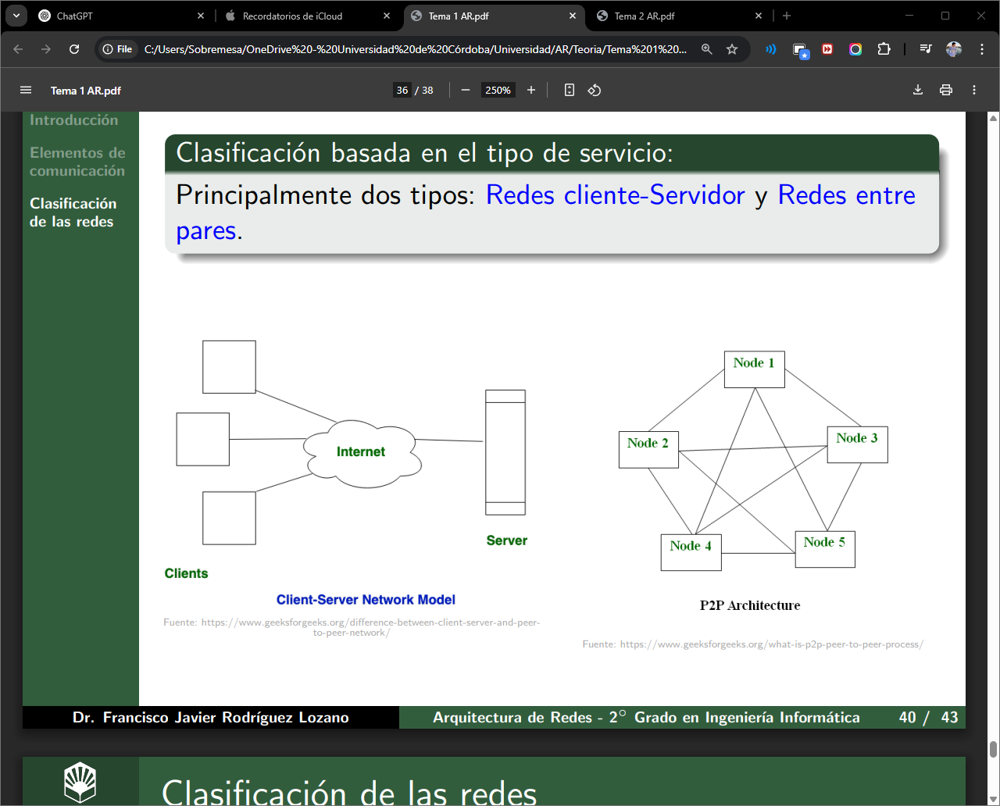 ChatGPT
Recordatorios de iCloud
Tema 1 AR.pdf
Tema 2 AR.pdf
File
C:/Users/Sobremesa/OneDrive%20-%20Universidad%20de%20Córdoba/Universidad/AR/Teoria/Tema%201%20...
Tema 1 AR.pdf
36 / 38
250%
Introducción
Elementos de
comunicación
Clasificación
de las redes
Clasificación basada en el tipo de servicio:
Principalmente dos tipos: Redes cliente-Servidor y Redes entre
pares.
Internet
Server
Clients
Client-Server Network Model
Fuente: https://www.geeksforgeeks.org/difference-between-client-server-and-peer-
to-peer-network/
Node 1
Node 2
Node 3
Node 4
Node 5
P2P Architecture
Fuente: https://www.geeksforgeeks.org/what-is-p2p-peer-to-peer-process/
Dr. Francisco Javier Rodríguez Lozano
Arquitectura de Redes - 2° Grado en Ingeniería Informática
40 / 43
Clasificación de las redes